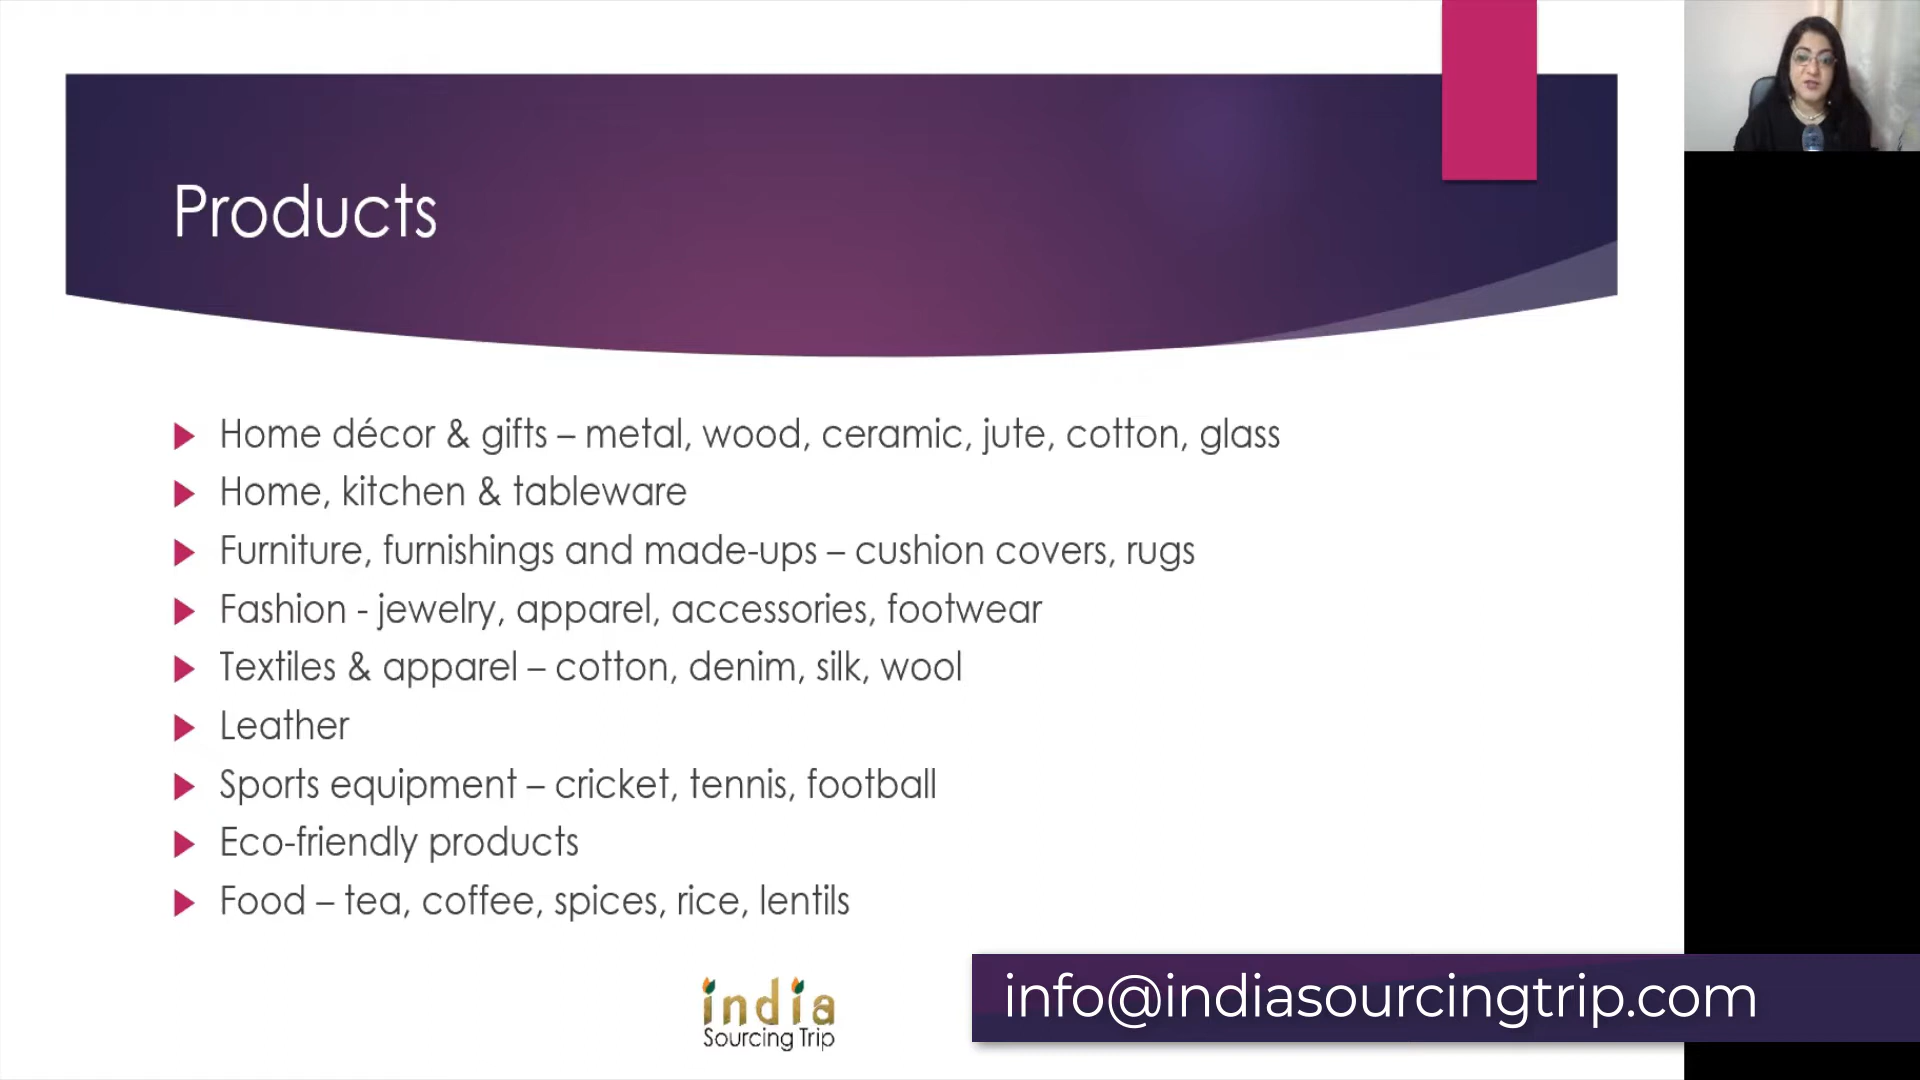 Products
Home décor & gifts – metal, wood, ceramic, jute, cotton, glass
Home, kitchen & tableware
Furniture, furnishings and made-ups – cushion covers, rugs
Fashion - jewelry, apparel, accessories, footwear
Textiles & apparel – cotton, denim, silk, wool
Leather
Sports equipment – cricket, tennis, football
Eco-friendly products
Food – tea, coffee, spices, rice, lentils
india
Sourcing Trip
info@indiasourcingtrip.com